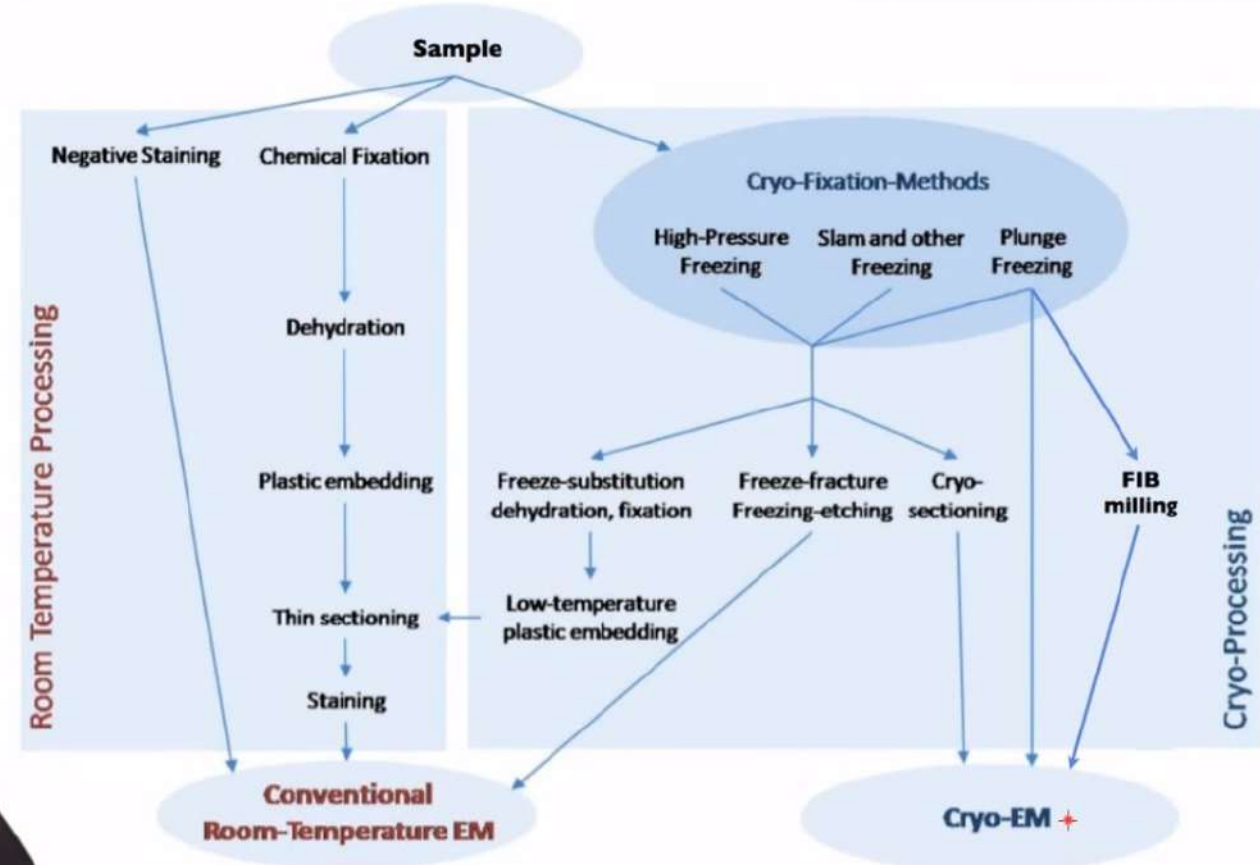 Sample
Negative Staining
Chemical Fixation
Cryo-Fixation-Methods
High-Pressure
Freezing
Slam and other
Freezing
Plunge
Freezing
Dehydration
Room Temperature Processing
Plastic embedding
Freeze-substitution
dehydration, fixation
Freeze-fracture
Freezing-etching
Cryo-
sectioning
FIB
milling
Cryo-Processing
Thin sectioning
Low-temperature
plastic embedding
Staining
Conventional
Room-Temperature EM
Cryo-EM